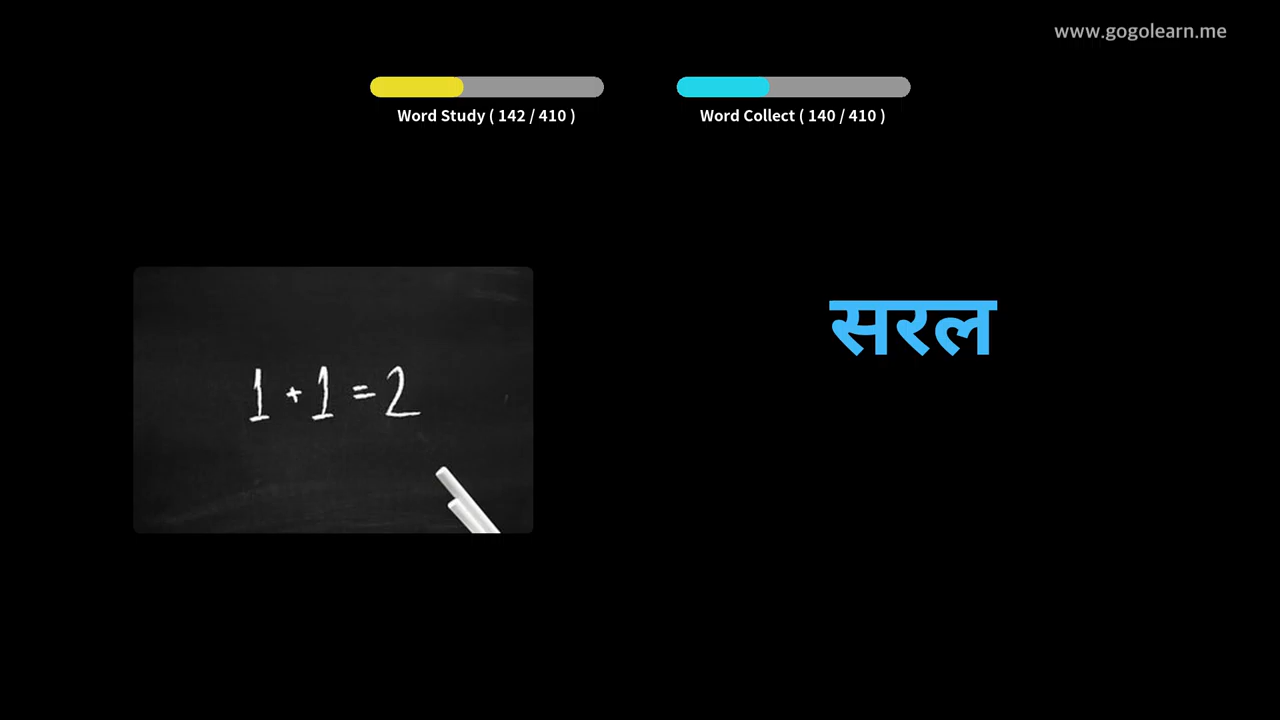 www.gogolearn.me
Word Study ( 142 / 410 )
Word Collect ( 140 / 410 )
1 + 1 = 2
सरल